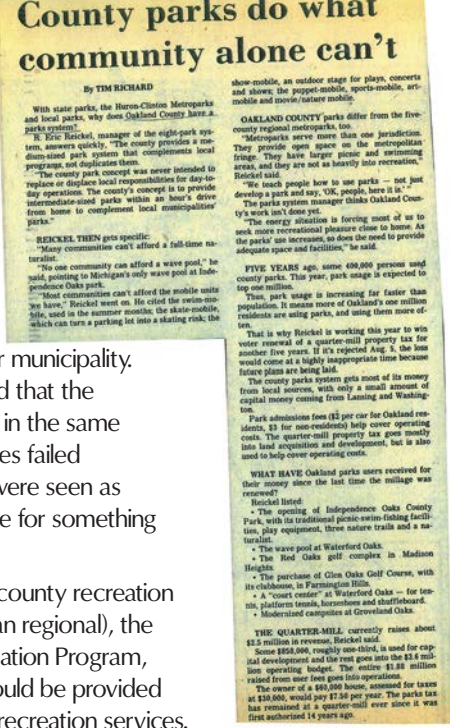 County parks do what
community alone can't
By TIM RICHARD
With state parks, the Huron-Clinton Metroparks
and local parks, why does Oakland County have a
parks system?
R. Eric Reickel, manager of the eight-park sys-
tem, answers quickly, "The county provides a me-
dium-sized park system that complements local
programs, not duplicates them.
"The county park concept was never intended to
replace or displace local responsibilities for day-to-
day operations. The county's concept is to provide
intermediate-sized parks within an hour's drive
from home to complement local municipalities'
parks."
REICKEL THEN gets specific:
"Many communities can't afford a full-time na-
turalist.
"No one community can afford a wave pool," he
said, pointing to Michigan's only wave pool at Inde-
pendence Oaks park.
"Most communities can't afford the mobile units
we have," Reickel went on. He cited the swim-mo-
bile, used in the summer months; the skate-mobile,
which can turn a parking lot into a skating risk; the
show-mobile, an outdoor stage for plays, concerts
and shows; the puppet-mobile, sports-mobile, art-
mobile and movie/nature mobile.
OAKLAND COUNTY parks differ from the five-
county regional metroparks, too.
"Metroparks serve more than one jurisdiction.
They provide open space on the metropolitan
fringe. They have larger picnic and swimming
areas, and they are not as heavily into recreation,"
Reickel said.
"We teach people how to use parks — not just
develop a park and say, 'OK, people, here it is.' "
The parks system manager thinks Oakland Coun-
ty's work isn't done yet.
"The energy situation is forcing most of us to
seek more recreational pleasure close to home. As
the parks' use increases, so does the need to provide
adequate space and facilities," he said.
FIVE YEARS ago, some 400,000 persons used
county parks. This year, park usage is expected to
top one million.
Thus, park usage is increasing far faster than
population. It means more of Oakland's one million
residents are using parks, and using them more of-
ten.
That is why Reickel is working this year to win
voter renewal of a quarter-mill property tax for
another five years. If it's rejected Aug. 5, the loss
would come at a highly inappropriate time because
future plans are being laid.
The county parks system gets most of its money
from local sources, with only a small amount of
capital money coming from Lansing and Washing-
ton.
Park admissions fees ($2 per car for Oakland res-
idents, $3 for non-residents) help cover operating
costs. The quarter-mill property tax goes mostly
into land acquisition and development, but is also
used to help cover operating costs.
WHAT HAVE Oakland parks users received for
their money since the last time the millage was
renewed?
Reickel listed:
• The opening of Independence Oaks County
Park, with its traditional picnic-swim-fishing facili-
ties, play equipment, three nature trails and a na-
turalist.
• The wave pool at Waterford Oaks.
• The Red Oaks golf complex in Madison
Heights.
• The purchase of Glen Oaks Golf Course, with
its clubhouse, in Farmington Hills.
• A "court center" at Waterford Oaks — for ten-
nis, platform tennis, horseshoes and shuffleboard.
• Modernized campsites at Groveland Oaks.
THE QUARTER-MILL currently raises about
$2.5 million in revenue, Reickel said.
Some $850,000, roughly one-third, is used for cap-
ital development and the rest goes into the $3.6 mil-
lion operating budget. The entire $1.88 million
raised from user fees goes into operations.
The owner of a $60,000 house, assessed for taxes
at $30,000, would pay $7.50 per year. The parks tax
has remained at a quarter-mill ever since it was
first authorized 14 years ago.
r municipality.
d that the
in the same
es failed
were seen as
e for something
county recreation
an regional), the
ation Program,
ould be provided
recreation services.